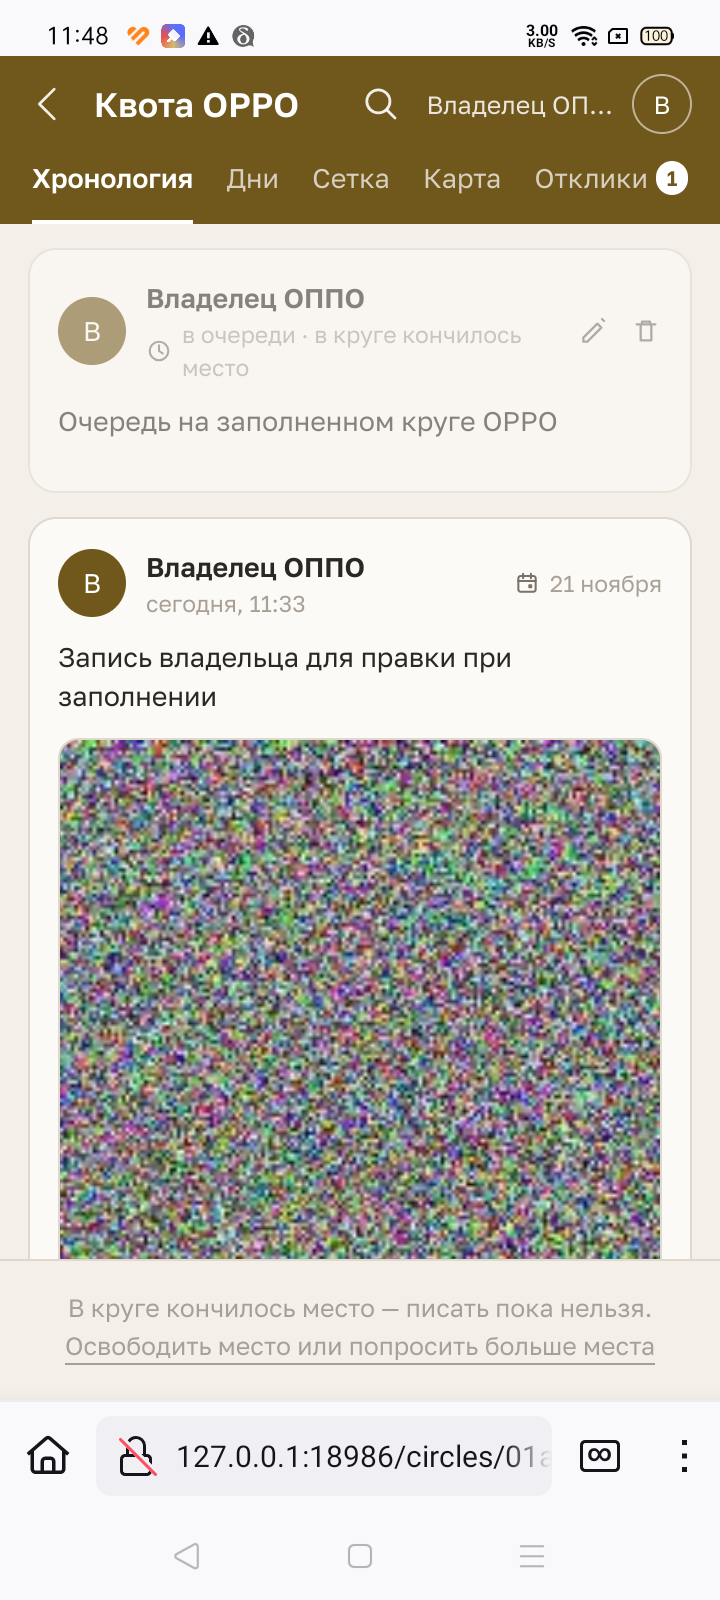 11:48
3.00
KB/S
100
Квота OPPO
Владелец ОП...
В
Хронология
Дни
Сетка
Карта
Отклики 1
Владелец ОППО
В
в очереди · в круге кончилось
место
Очередь на заполненном круге OPPO
Владелец ОППО
В
21 ноября
сегодня, 11:33
Запись владельца для правки при
заполнении
В круге кончилось место — писать пока нельзя.
Освободить место или попросить больше места
127.0.0.1:18986/circles/01a